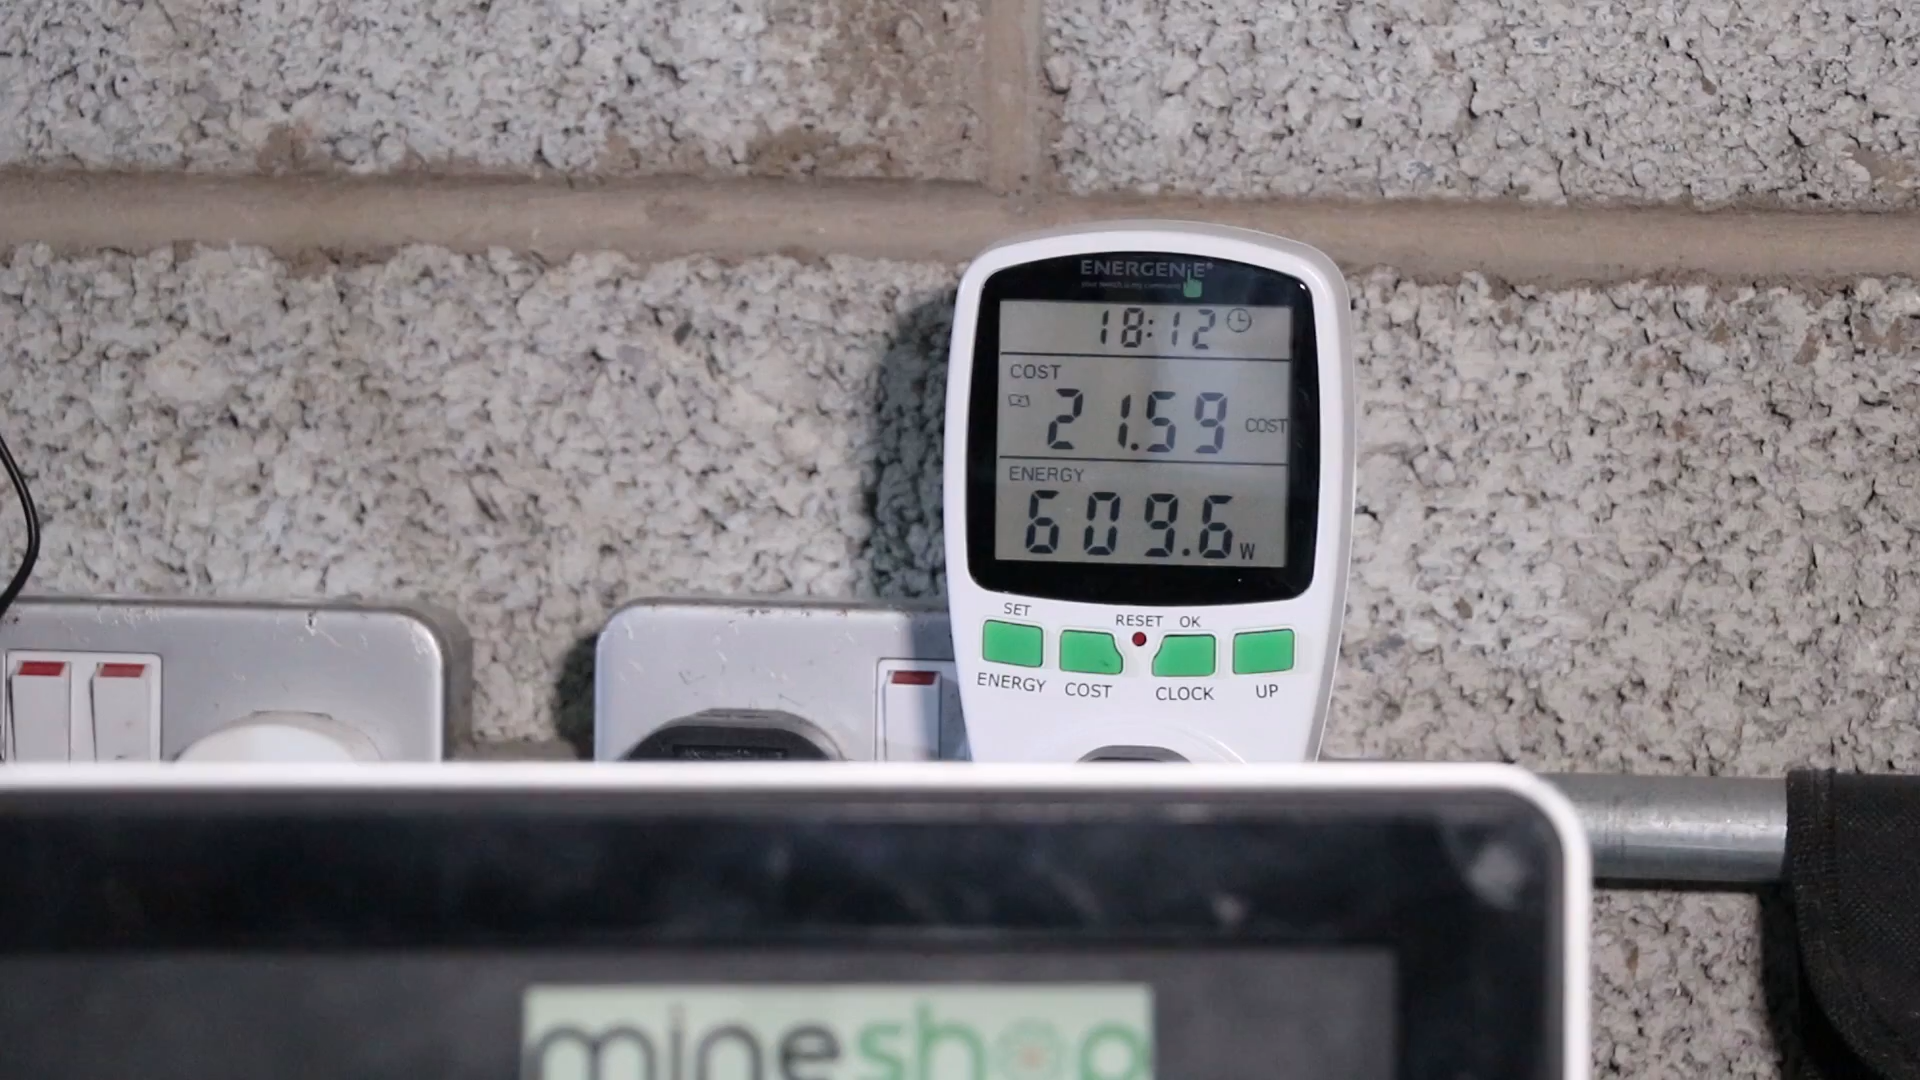 ENERGENiE®
18:12
COST
21.59 COST
ENERGY
609.6 W
SET RESET OK
ENERGY COST CLOCK UP
mineshop